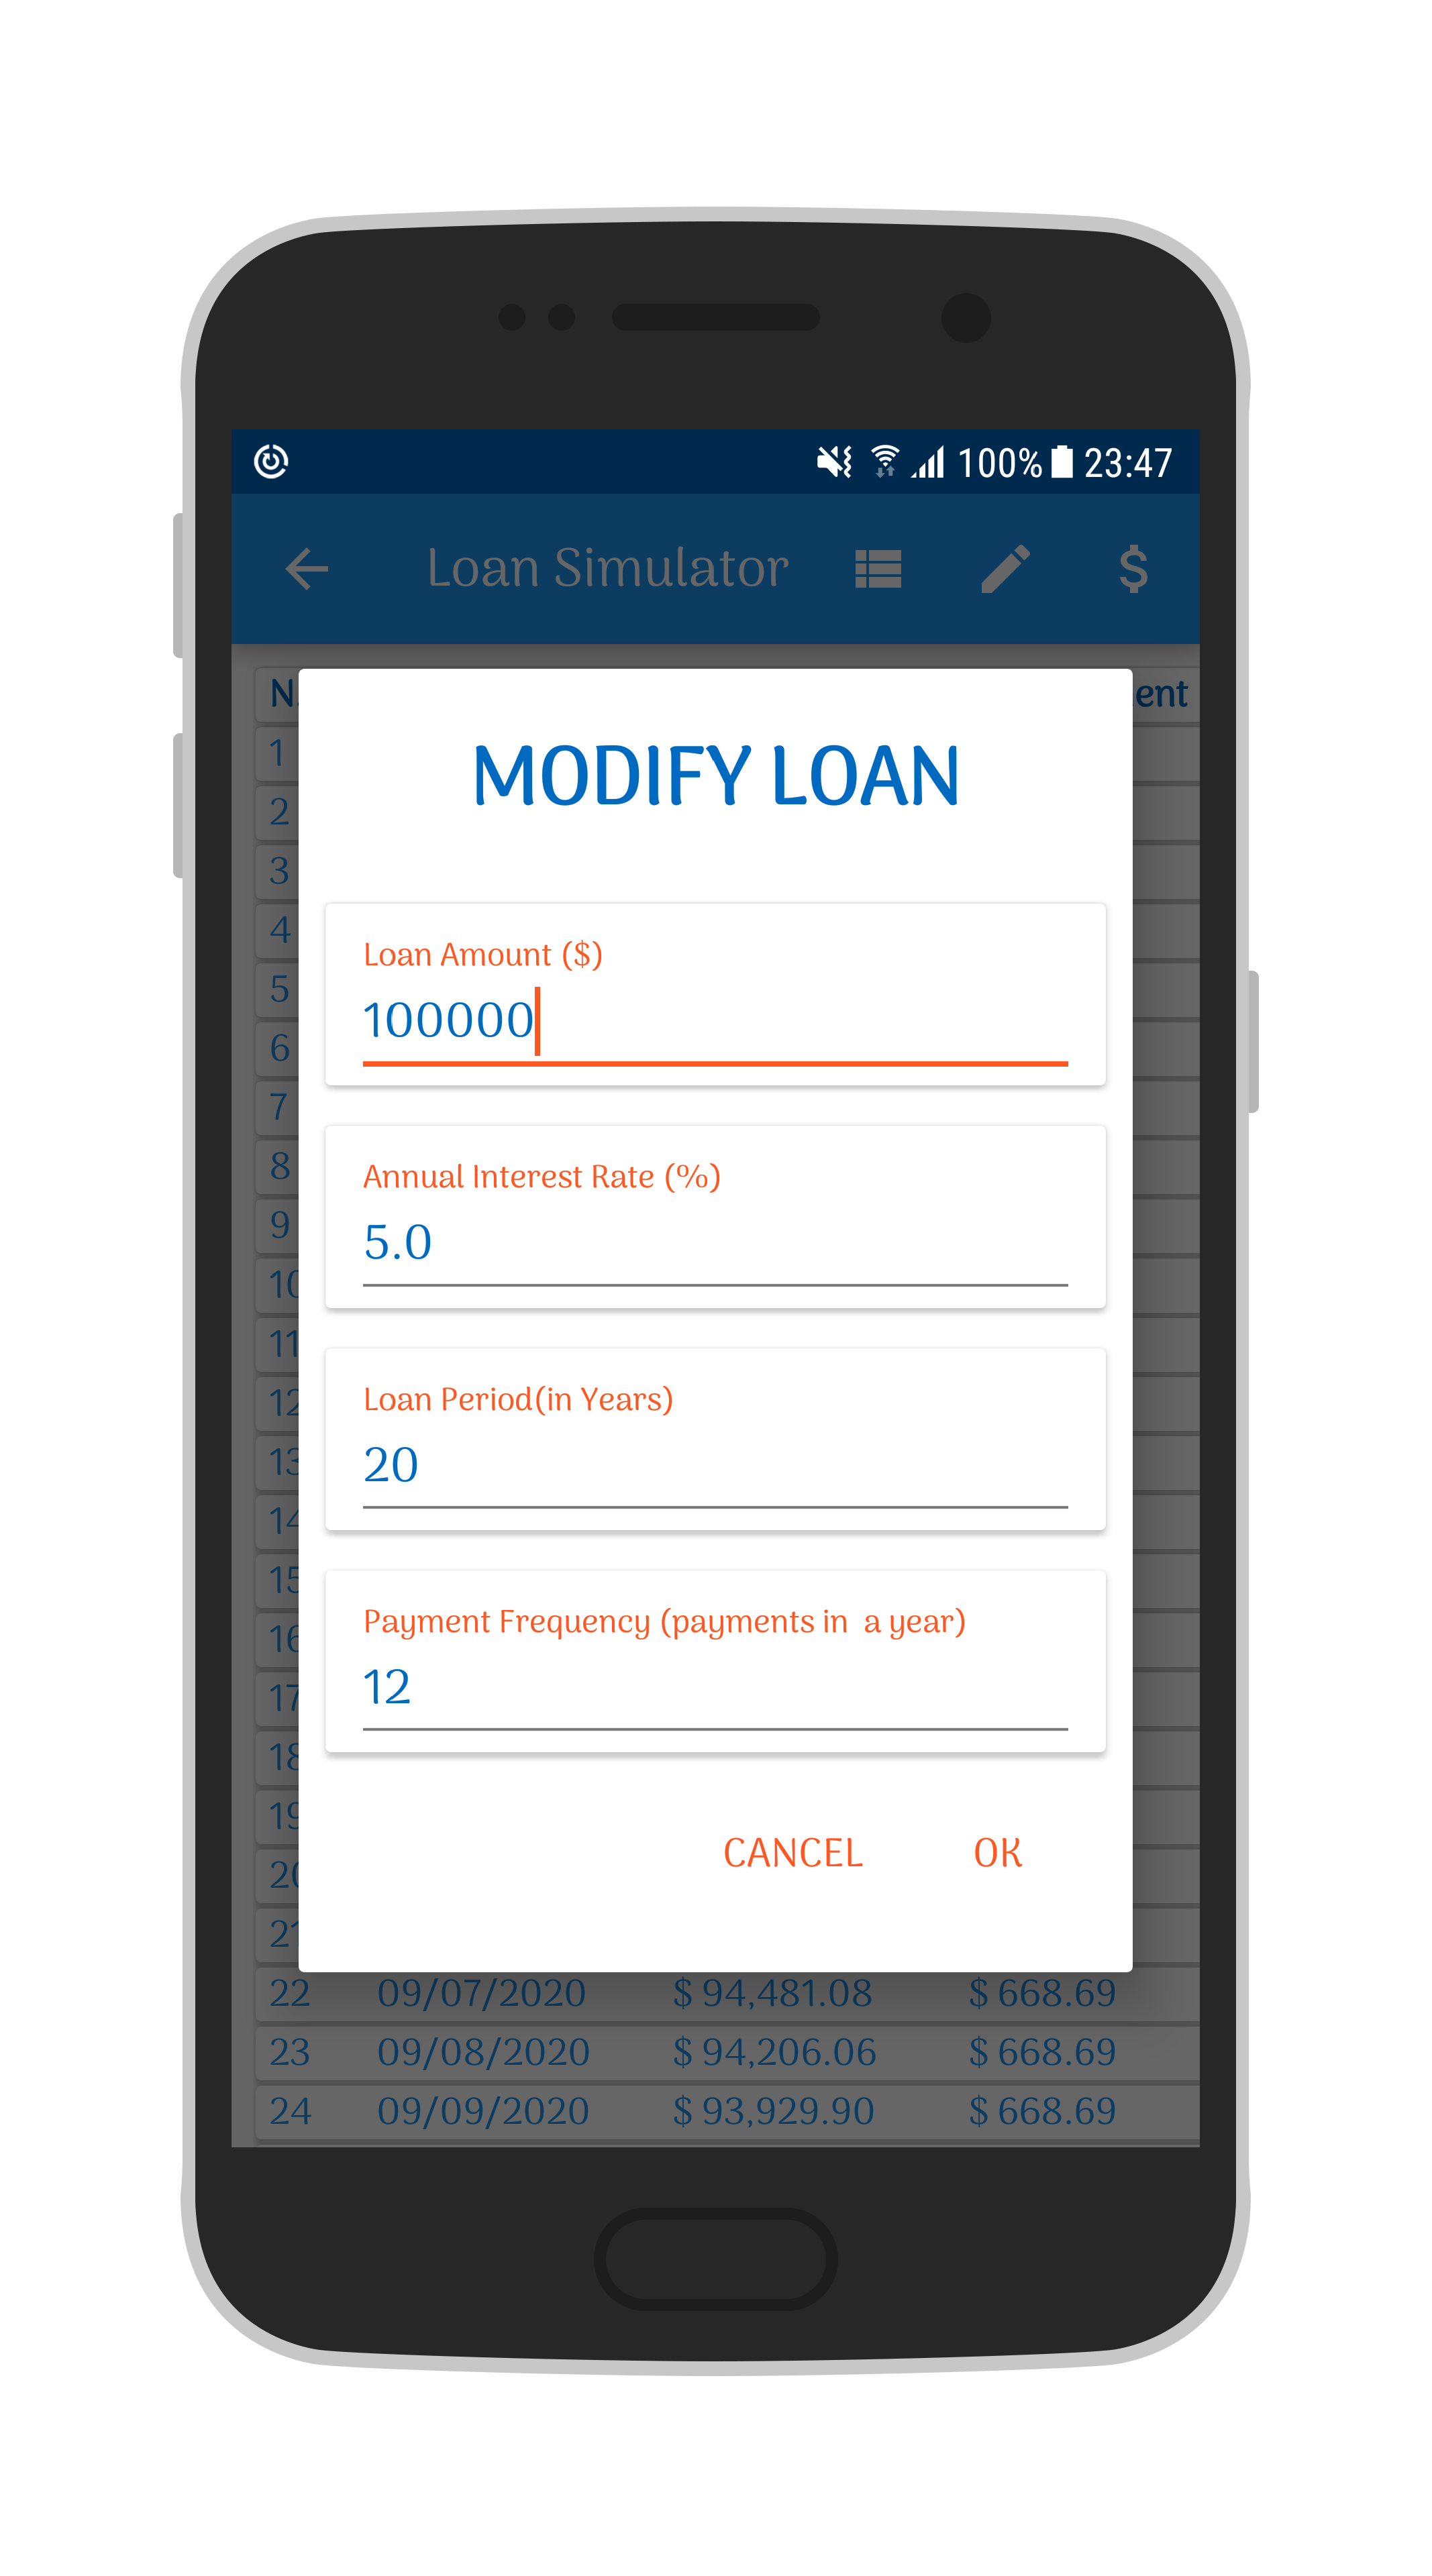 100% 23:47
Loan Simulator $
N.
1
2
3
4
5
6
7
8
9
10
11
12
13
14
15
16
17
18
19
20
21
MODIFY LOAN
Loan Amount ($)
100000
Annual Interest Rate (%)
5.0
Loan Period(in Years)
20
Payment Frequency (payments in  a year)
12
CANCEL OK
22 09/07/2020 $ 94,481.08 $ 668.69
23 09/08/2020 $ 94,206.06 $ 668.69
24 09/09/2020 $ 93,929.90 $ 668.69